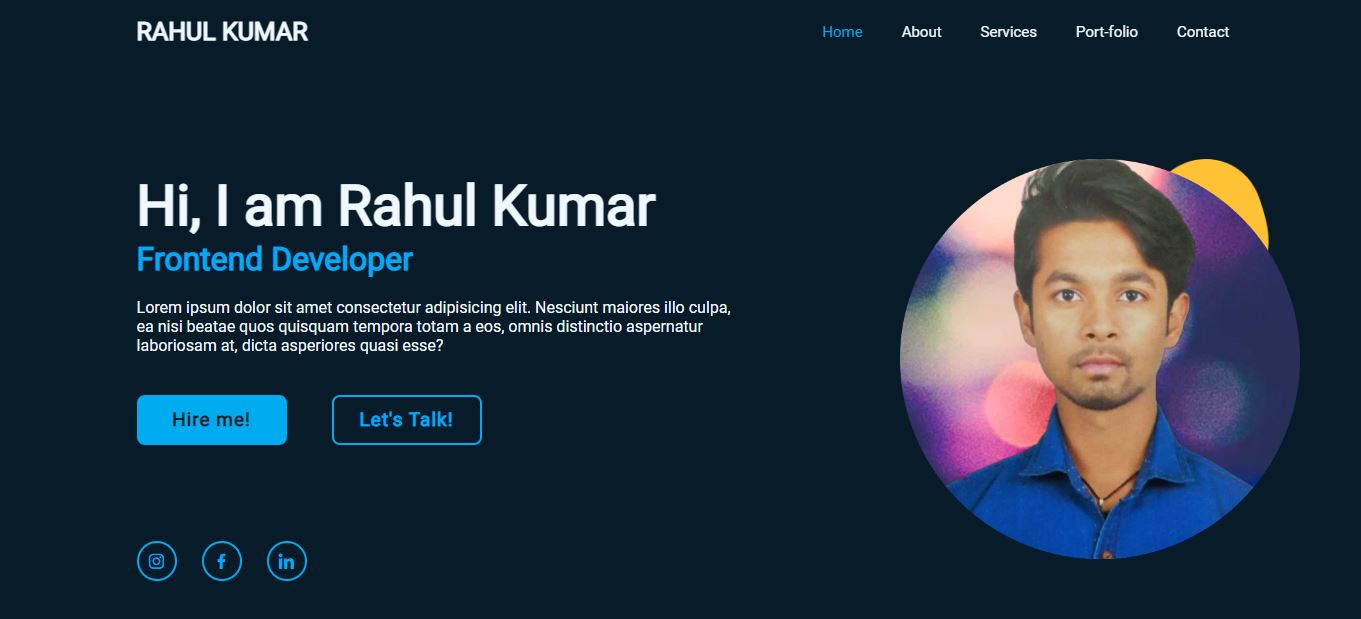 RAHUL KUMAR
Home About Services Port-folio Contact
Hi, I am Rahul Kumar
Frontend Developer
Lorem ipsum dolor sit amet consectetur adipisicing elit. Nesciunt maiores illo culpa,
ea nisi beatae quos quisquam tempora totam a eos, omnis distinctio aspernatur
laboriosam at, dicta asperiores quasi esse?
Hire me! Let's Talk!